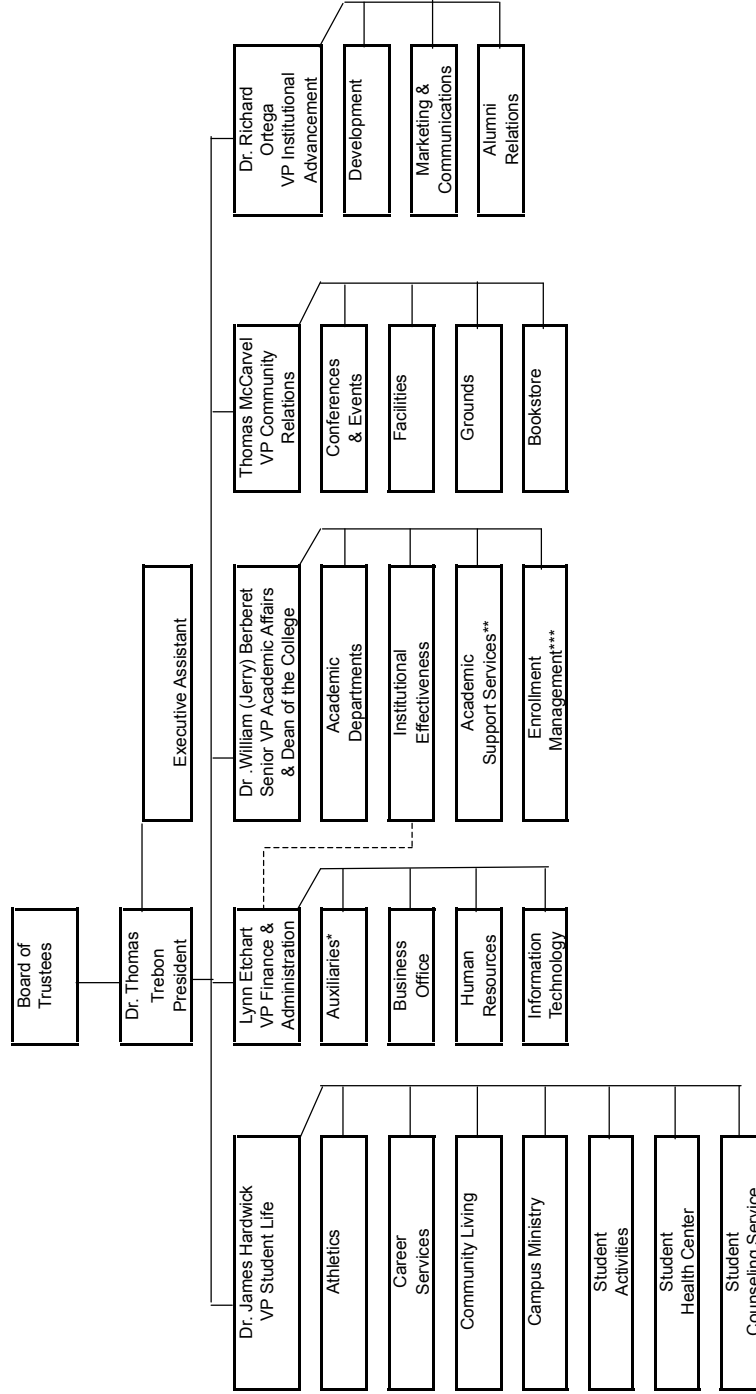 Board of
Trustees
Dr. Thomas
Trebon
President
Executive Assistant
Dr. James Hardwick
VP Student Life
Athletics
Career
Services
Community Living
Campus Ministry
Student
Activities
Student
Health Center
Student
Counseling Service
Lynn Etchart
VP Finance &
Administration
Auxiliaries*
Business
Office
Human
Resources
Information
Technology
Dr .William (Jerry) Berberet
Senior VP Academic Affairs
& Dean of the College
Academic
Departments
Institutional
Effectiveness
Academic
Support Services**
Enrollment
Management***
Thomas McCarvel
VP Community
Relations
Conferences
& Events
Facilities
Grounds
Bookstore
Dr. Richard
Ortega
VP Institutional
Advancement
Development
Marketing &
Communications
Alumni
Relations